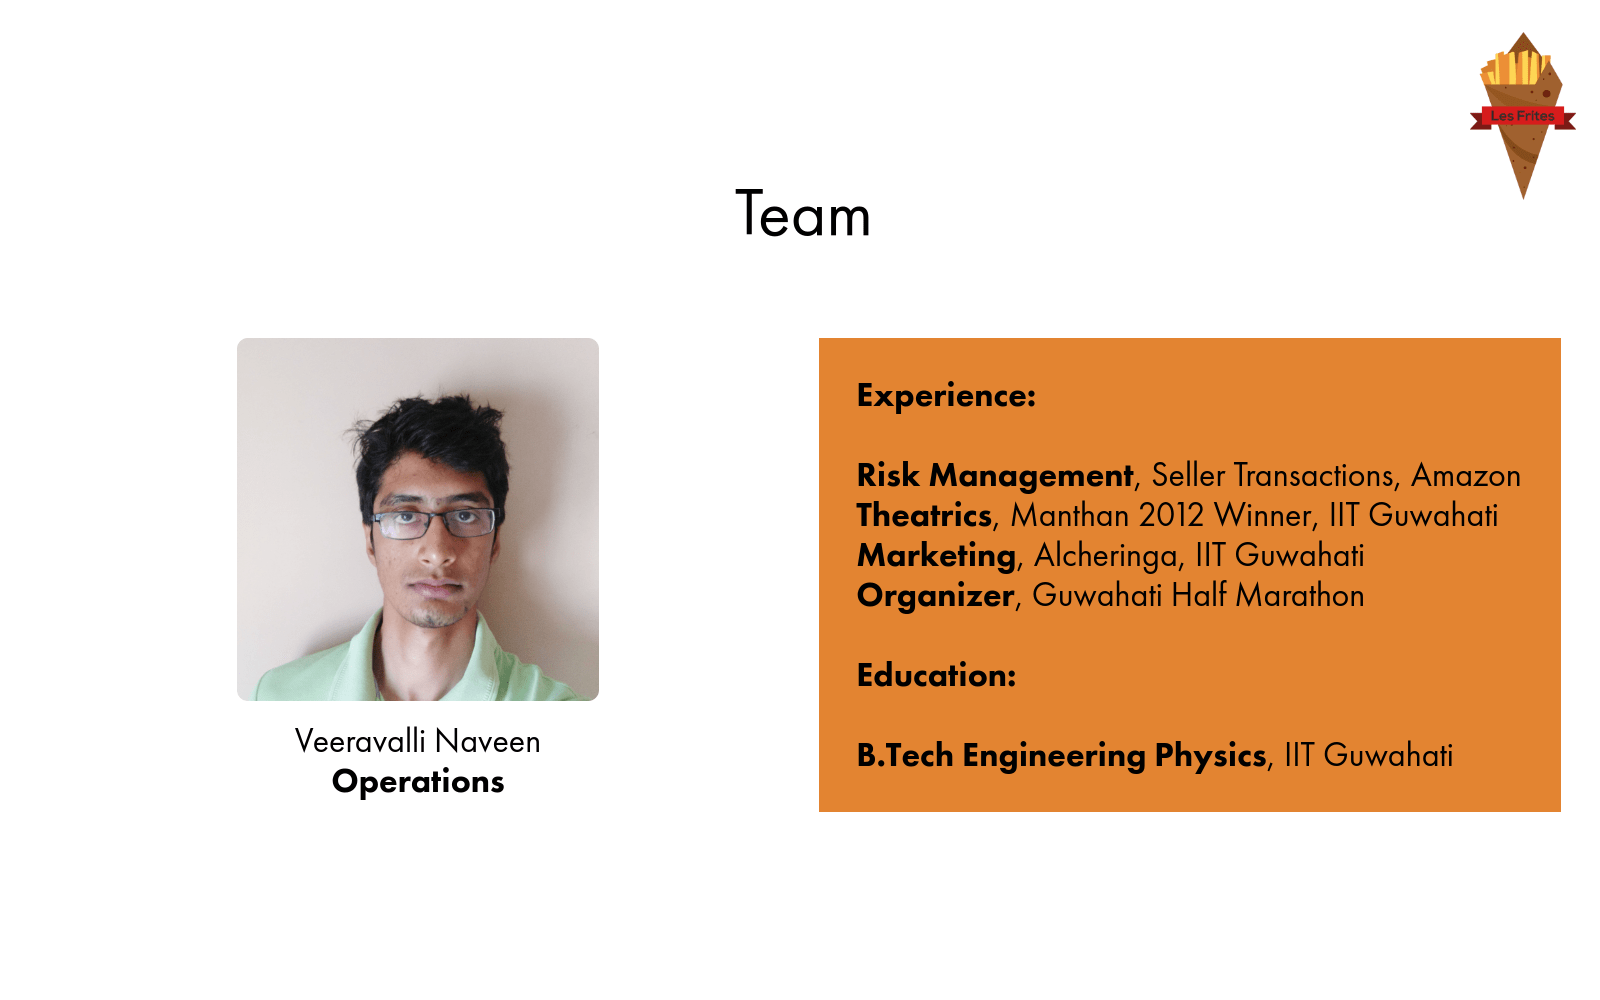 Les Frites
Team
Veeravalli Naveen
Operations
Experience:
Risk Management, Seller Transactions, Amazon
Theatrics, Manthan 2012 Winner, IIT Guwahati
Marketing, Alcheringa, IIT Guwahati
Organizer, Guwahati Half Marathon
Education:
B.Tech Engineering Physics, IIT Guwahati